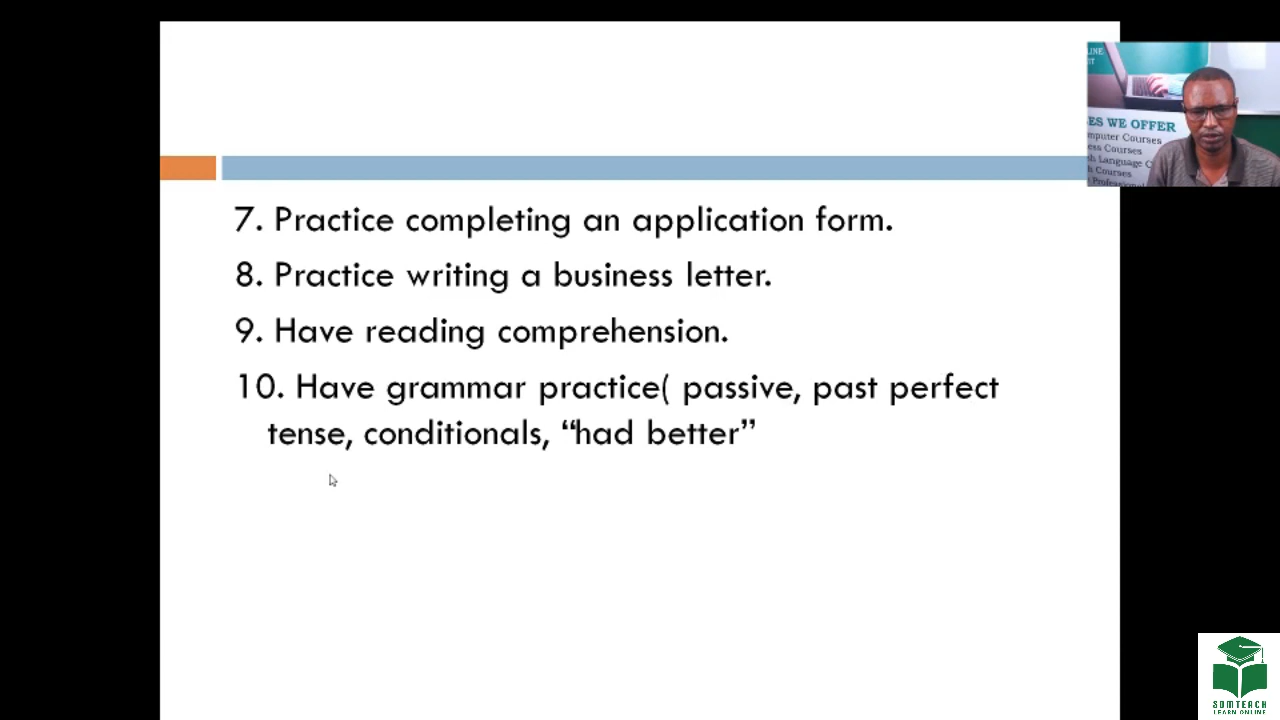 7. Practice completing an application form.
8. Practice writing a business letter.
9. Have reading comprehension.
10. Have grammar practice( passive, past perfect
tense, conditionals, “had better”
LINE
ES WE OFFER
mputer Courses
ess Courses
h Language C
Courses
Professional
SOMTEACH
LEARN ONLINE